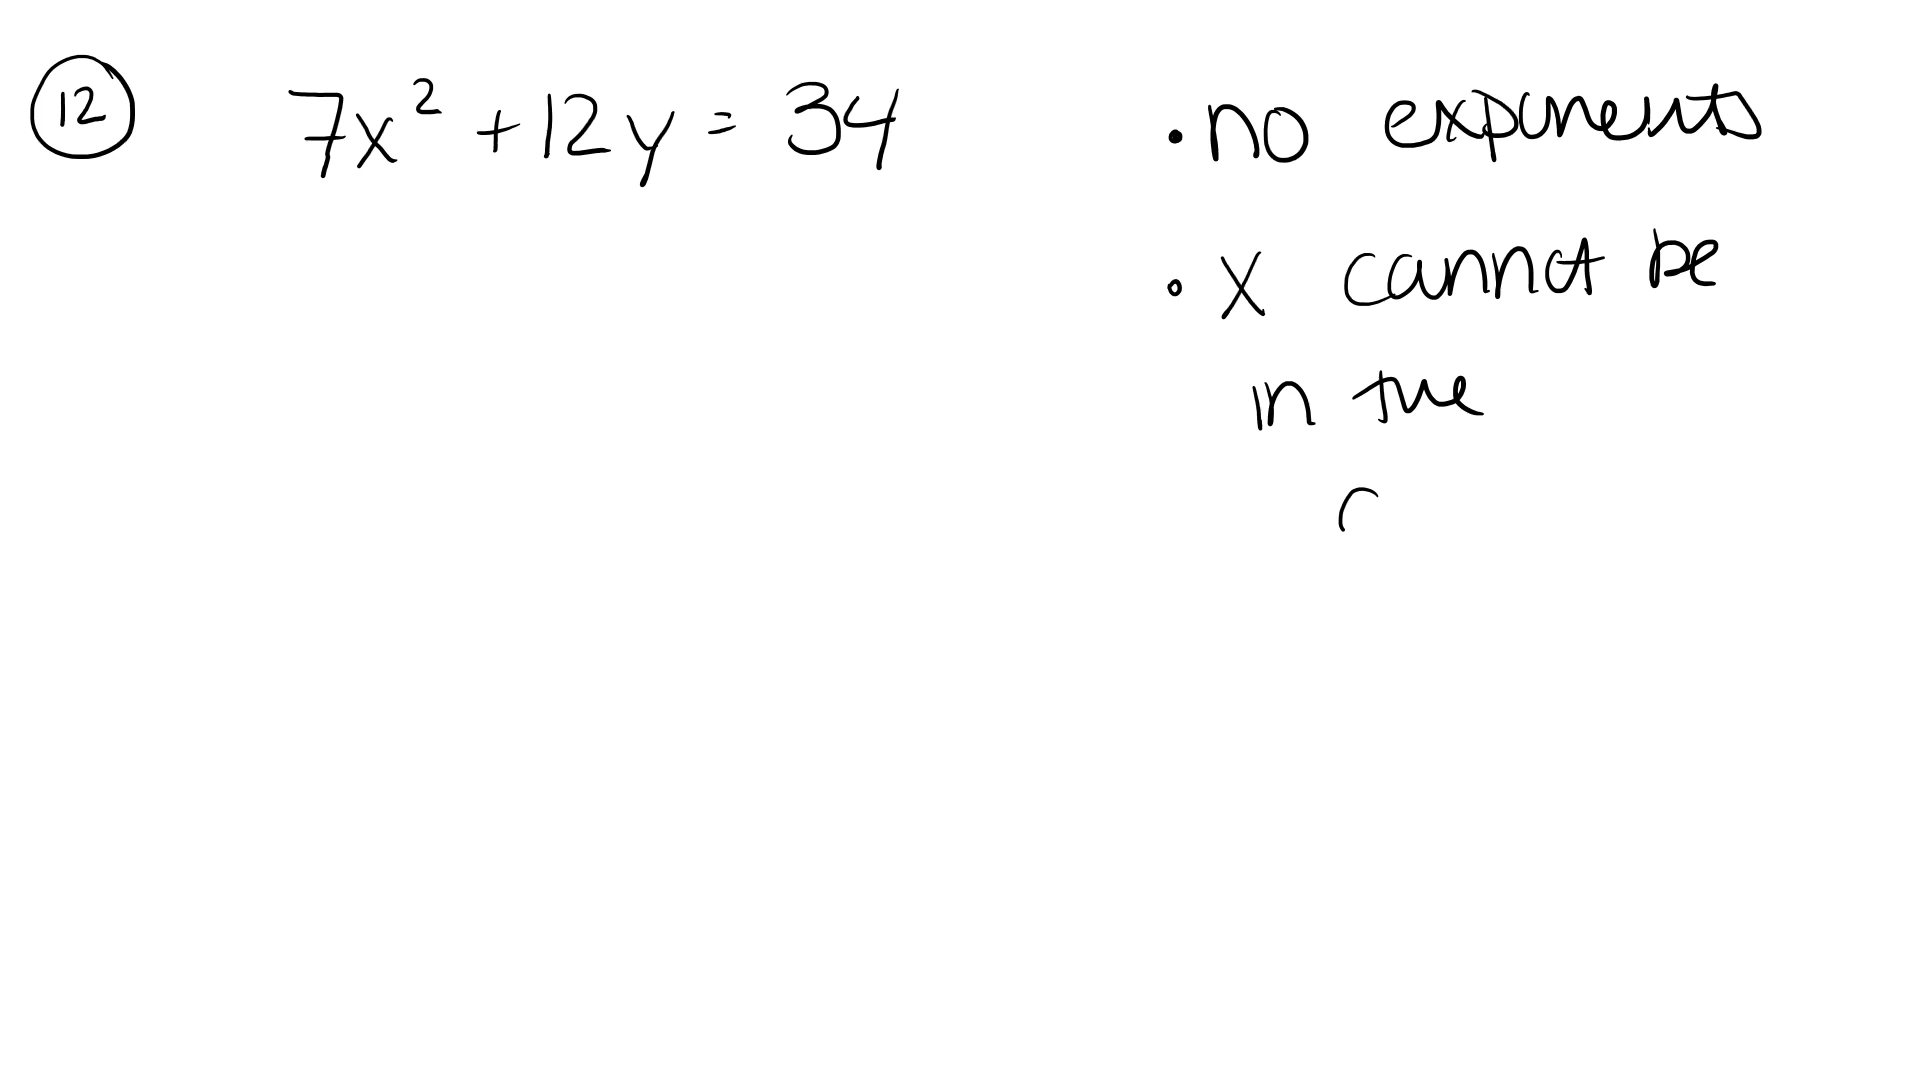 12 7x² + 12y = 34
• no exponents
• x cannot be
in the